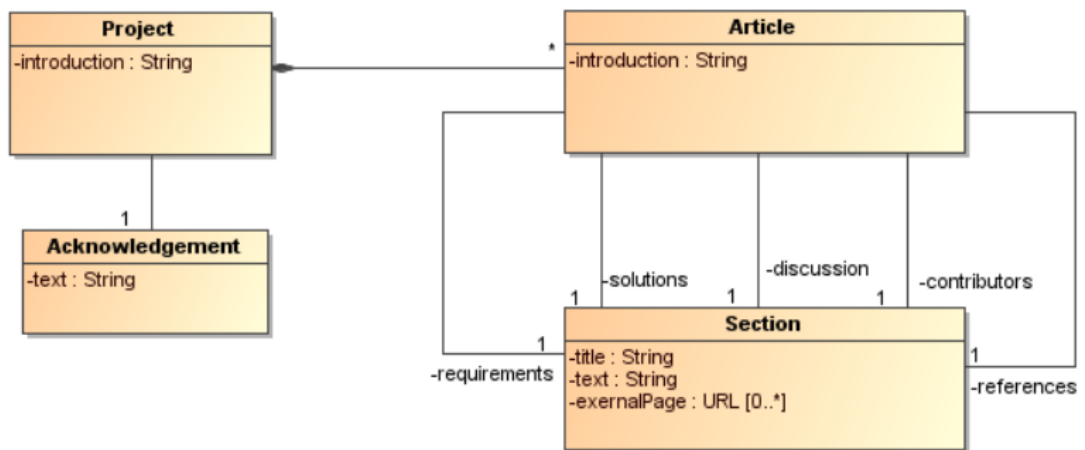 Project
-introduction : String
*
Article
-introduction : String
1
Acknowledgement
-text : String
-solutions
-discussion
-contributors
1
1
1
Section
-title : String
-text : String
-exernalPage : URL [0..*]
1
-requirements
1
-references